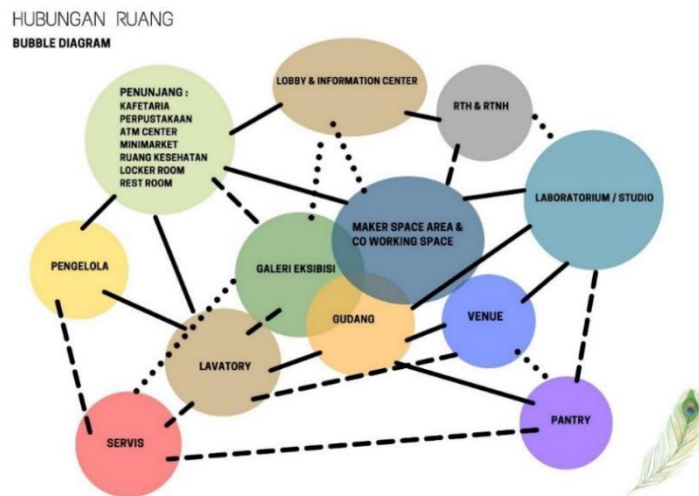 HUBUNGAN RUANG
BUBBLE DIAGRAM
LOBBY & INFORMATION CENTER
PENUNJANG :
KAFETARIA
PERPUSTAKAAN
ATM CENTER
MINIMARKET
RUANG KESEHATAN
LOCKER ROOM
REST ROOM
RTH & RTNH
LABORATORIUM / STUDIO
MAKER SPACE AREA &
CO WORKING SPACE
PENGELOLA
GALERI EKSIBISI
GUDANG
VENUE
LAVATORY
PANTRY
SERVIS